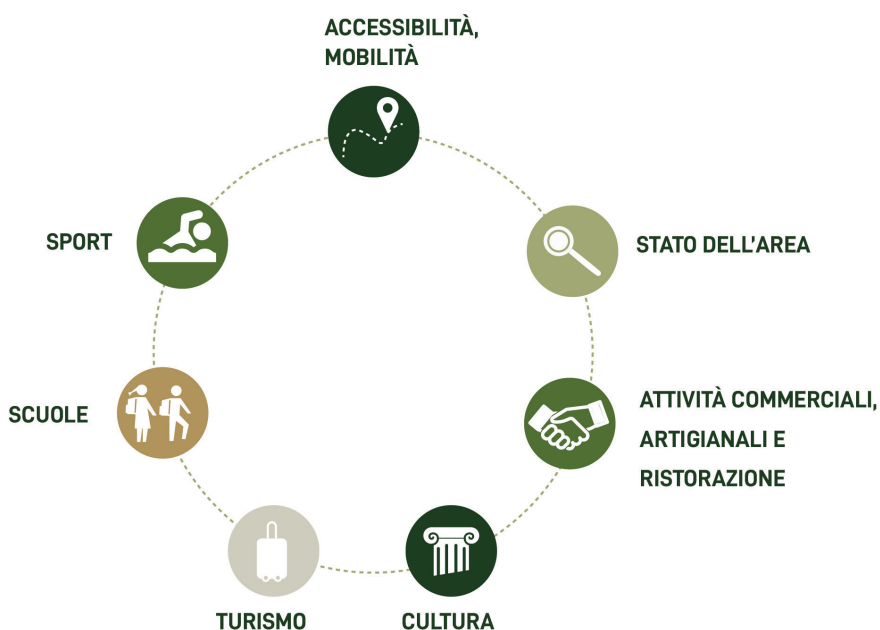 ACCESSIBILITÀ,
MOBILITÀ
STATO DELL'AREA
ATTIVITÀ COMMERCIALI,
ARTIGIANALI E
RISTORAZIONE
CULTURA
TURISMO
SCUOLE
SPORT